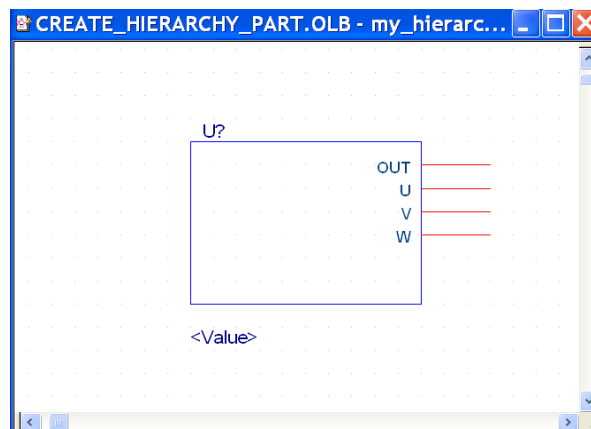 CREATE_HIERARCHY_PART.OLB - my_hierarc...
U?
OUT
U
V
W
<Value>